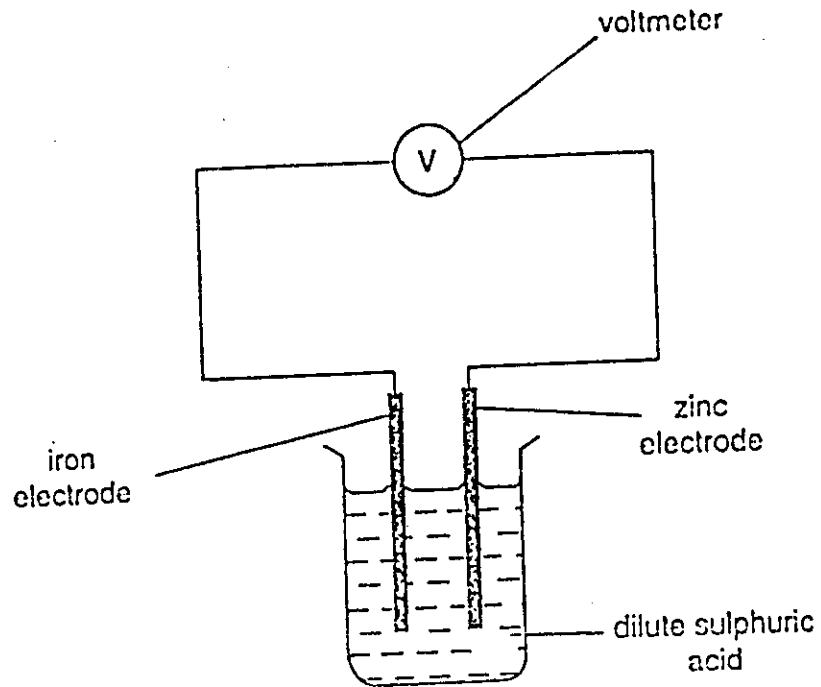 voltmeter
V
iron
electrode
zinc
electrode
dilute sulphuric
acid